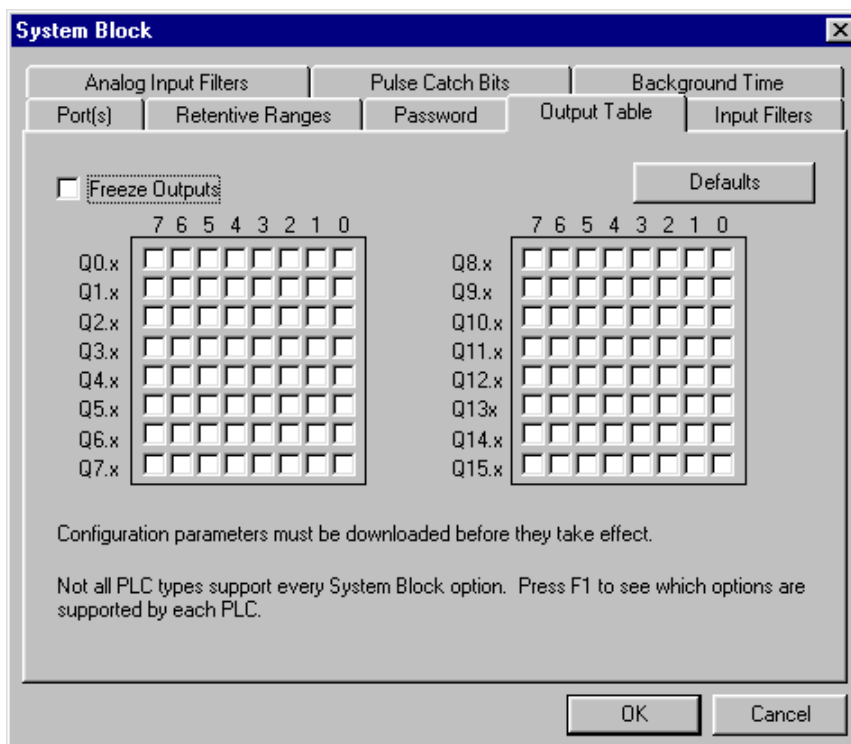 System Block
Analog Input Filters Pulse Catch Bits Background Time
Port(s) Retentive Ranges Password Output Table Input Filters
Freeze Outputs Defaults
7 6 5 4 3 2 1 0 7 6 5 4 3 2 1 0
Q0.x Q8.x
Q1.x Q9.x
Q2.x Q10.x
Q3.x Q11.x
Q4.x Q12.x
Q5.x Q13x
Q6.x Q14.x
Q7.x Q15.x
Configuration parameters must be downloaded before they take effect.
Not all PLC types support every System Block option. Press F1 to see which options are
supported by each PLC.
OK Cancel